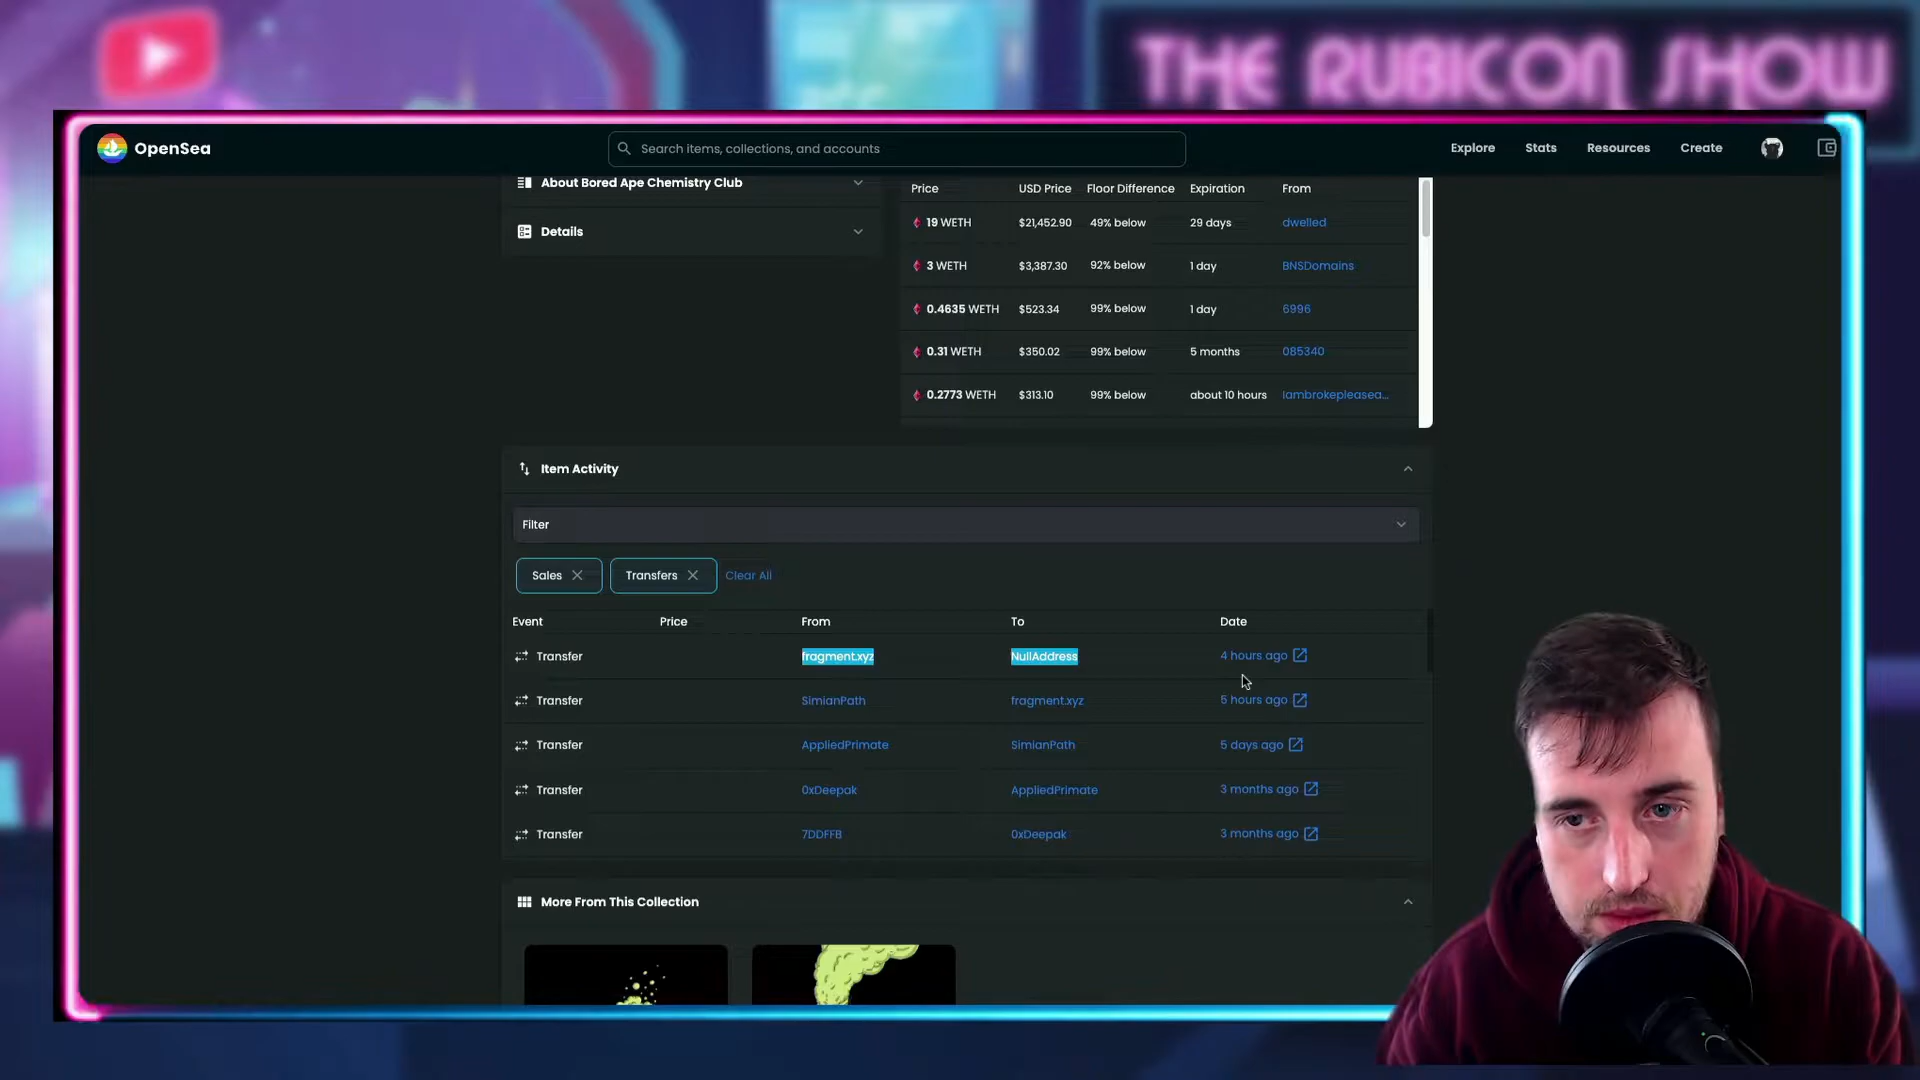 THE RUBICON SHOW
OpenSea
Search items, collections, and accounts
Explore
Stats
Resources
Create
About Bored Ape Chemistry Club
Details
Price USD Price Floor Difference Expiration From
19 WETH $21,452.90 49% below 29 days dwelled
3 WETH $3,387.30 92% below 1 day BNSDomains
0.4635 WETH $523.34 99% below 1 day 6996
0.31 WETH $350.02 99% below 5 months 085340
0.2773 WETH $313.10 99% below about 10 hours Iambrokepleasea...
Item Activity
Filter
Sales
Transfers
Clear All
Event Price From To Date
Transfer fragment.xyz NullAddress 4 hours ago
Transfer SimianPath fragment.xyz 5 hours ago
Transfer AppliedPrimate SimianPath 5 days ago
Transfer 0xDeepak AppliedPrimate 3 months ago
Transfer 7DDFFB 0xDeepak 3 months ago
More From This Collection